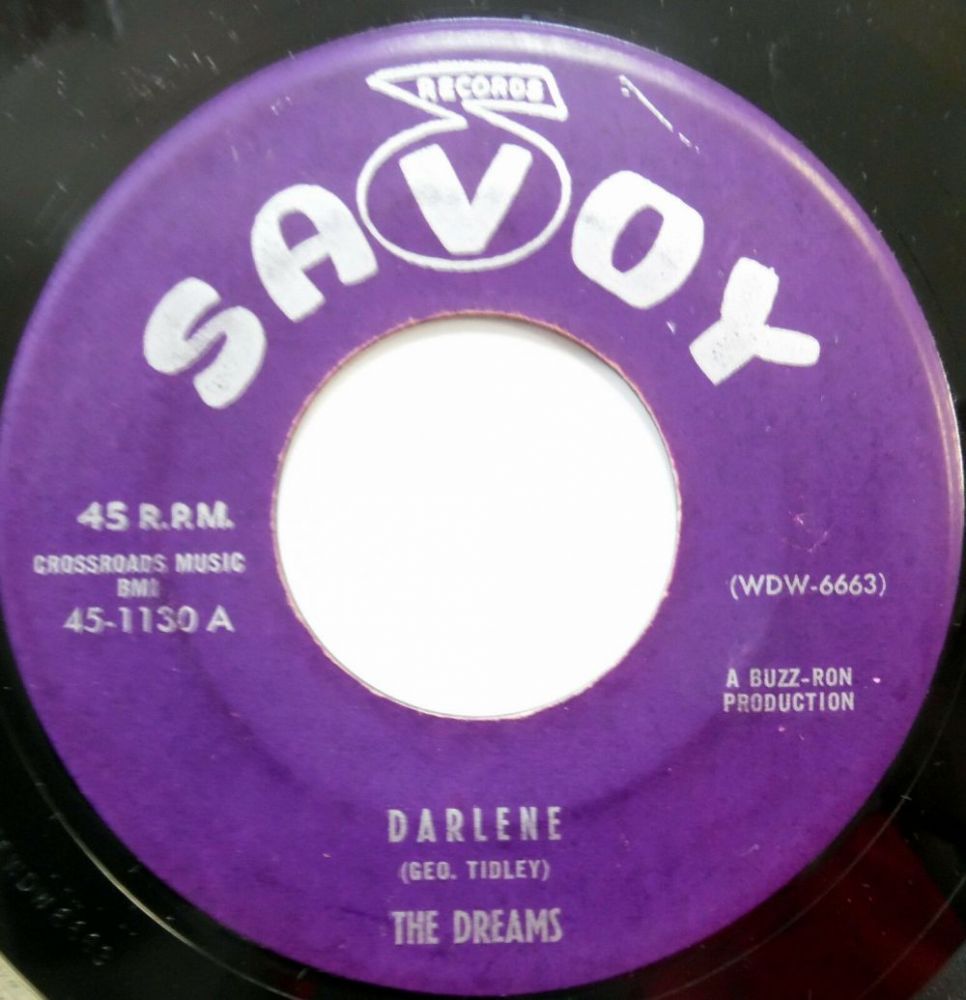 RECORDS
SAVOY
45 R.P.M.
CROSSROADS MUSIC
BMI
45-1130 A
(WDW-6663)
A BUZZ-RON
PRODUCTION
DARLENE
(GEO. TIDLEY)
THE DREAMS